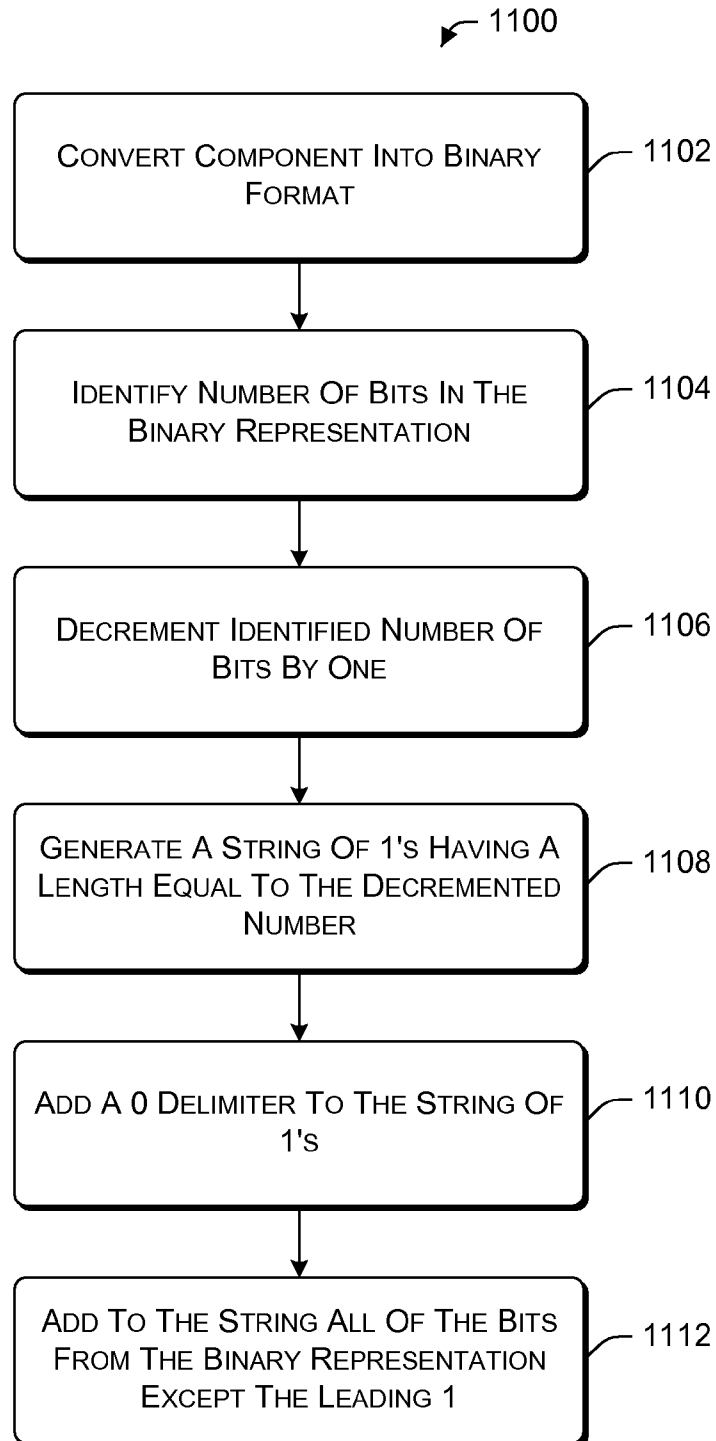 1100
CONVERT COMPONENT INTO BINARY
FORMAT
1102
IDENTIFY NUMBER OF BITS IN THE
BINARY REPRESENTATION
1104
DECREMENT IDENTIFIED NUMBER OF
BITS BY ONE
1106
GENERATE A STRING OF 1'S HAVING A
LENGTH EQUAL TO THE DECREMENTED
NUMBER
1108
ADD A 0 DELIMITER TO THE STRING OF
1'S
1110
ADD TO THE STRING ALL OF THE BITS
FROM THE BINARY REPRESENTATION
EXCEPT THE LEADING 1
1112